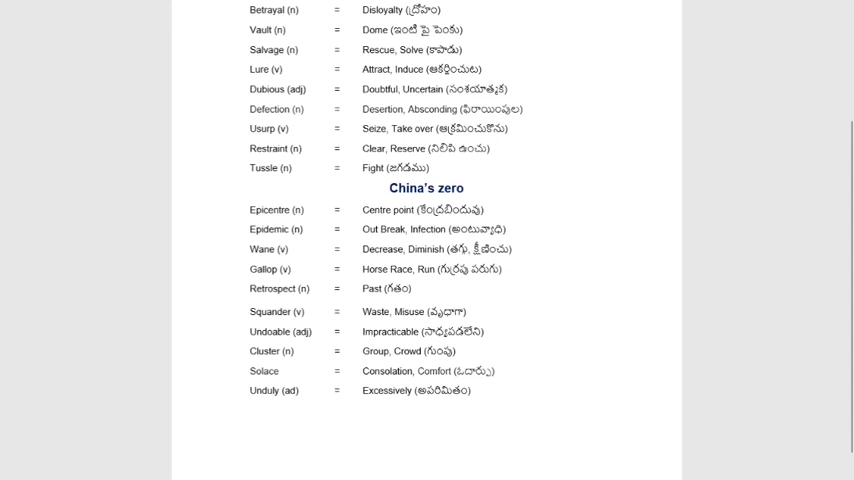 Betrayal (n) = Disloyalty (ద్రోహం)
Vault (n) = Dome (ఇంటి పై పెంకు)
Salvage (n) = Rescue, Solve (కాపాడు)
Lure (v) = Attract, Induce (ఆకర్షించుట)
Dubious (adj) = Doubtful, Uncertain (సంశయాత్మక)
Defection (n) = Desertion, Absconding (ఫిరాయింపుల)
Usurp (v) = Seize, Take over (ఆక్రమించుకొను)
Restraint (n) = Clear, Reserve (నిలిపి ఉంచు)
Tussle (n) = Fight (జగడము)
China's zero
Epicentre (n) = Centre point (కేంద్రబిందువు)
Epidemic (n) = Out Break, Infection (అంటువ్యాధి)
Wane (v) = Decrease, Diminish (తగ్గు, క్షీణించు)
Gallop (v) = Horse Race, Run (గుర్రపు పరుగు)
Retrospect (n) = Past (గతం)
Squander (v) = Waste, Misuse (వృధాగా)
Undoable (adj) = Impracticable (సాధ్యపడలేని)
Cluster (n) = Group, Crowd (గుంపు)
Solace = Consolation, Comfort (ఓదార్పు)
Unduly (ad) = Excessively (అపరిమితం)